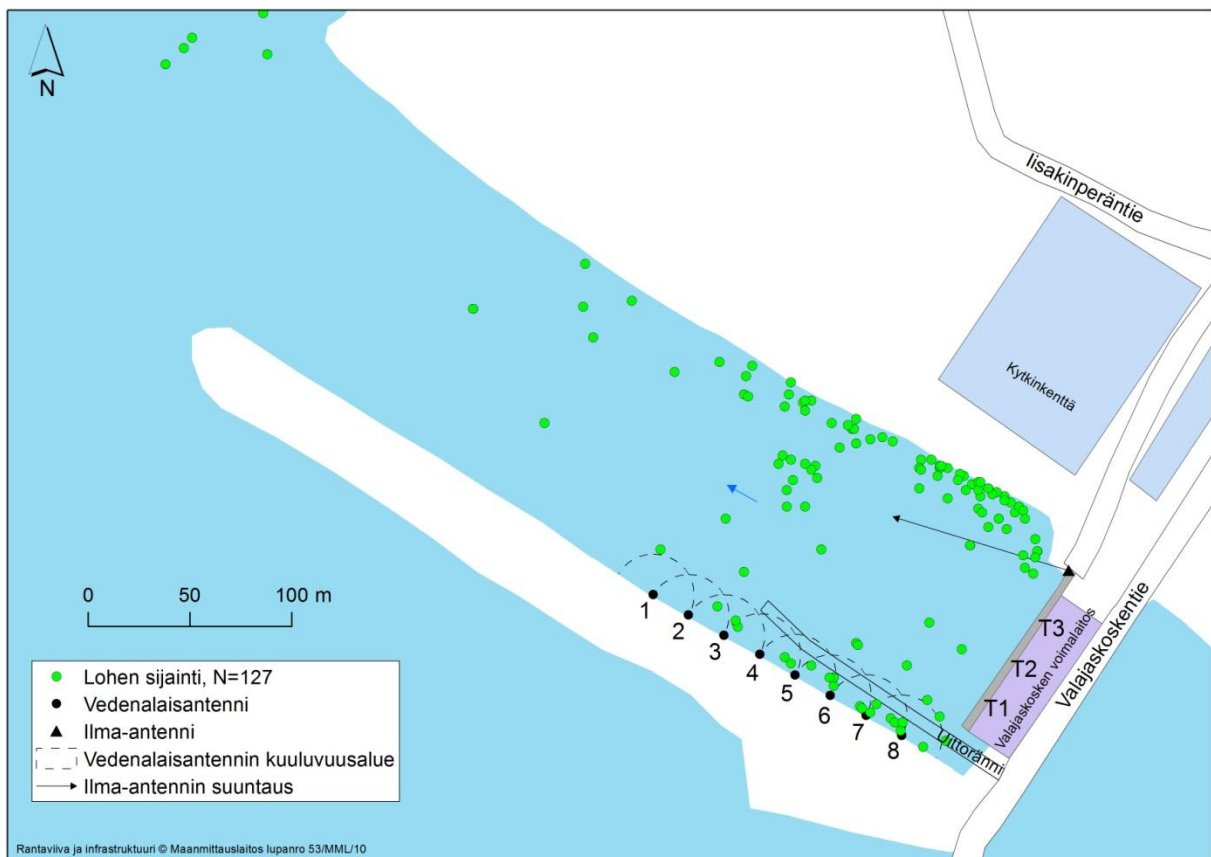 N
Iisakinperäntie
Kytkinkenttä
0 50 100 m
1
2
3
4
5
6
7
8
T3
T2
T1
Valajaskosken voimalaitos
Valajaskoskentie
Uittoränni
Lohen sijainti, N=127
Vedenalaisantenni
Ilma-antenni
Vedenalaisantennin kuuluvuusalue
Ilma-antennin suuntaus
Rantaviiva ja infrastruktuuri © Maanmittauslaitos lupanro 53/MML/10